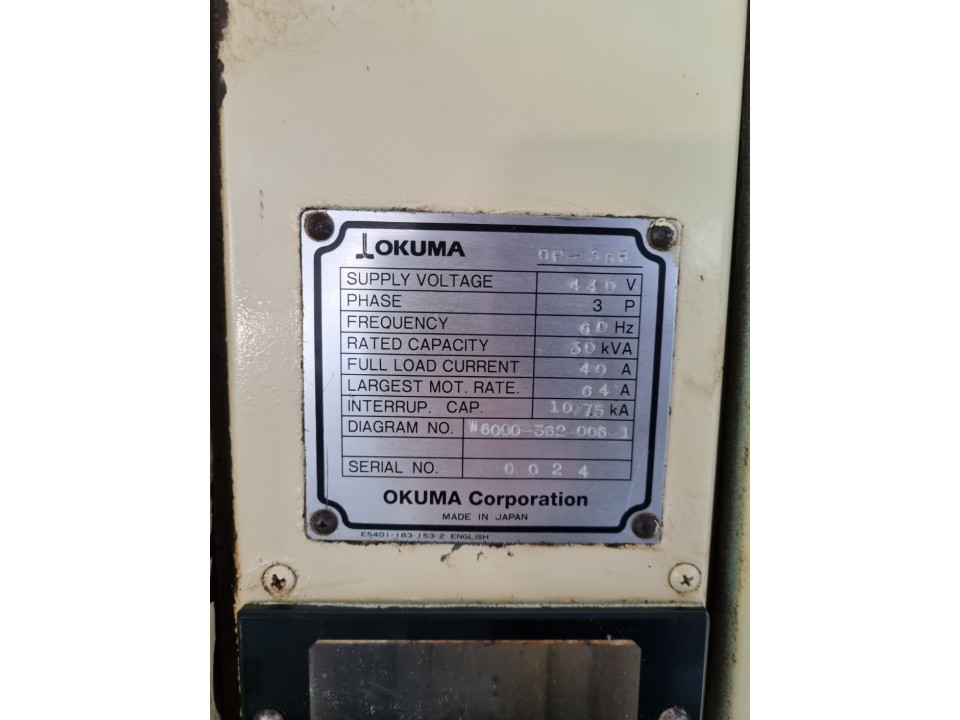 OKUMA GP-36F
SUPPLY VOLTAGE 440 V
PHASE 3 P
FREQUENCY 60 Hz
RATED CAPACITY 30 kVA
FULL LOAD CURRENT 40 A
LARGEST MOT. RATE. 64 A
INTERRUP. CAP. 10/7.5 kA
DIAGRAM NO. W6000-362-006-1
SERIAL NO. 0024
OKUMA Corporation
MADE IN JAPAN
E5401-183-153-2 ENGLISH